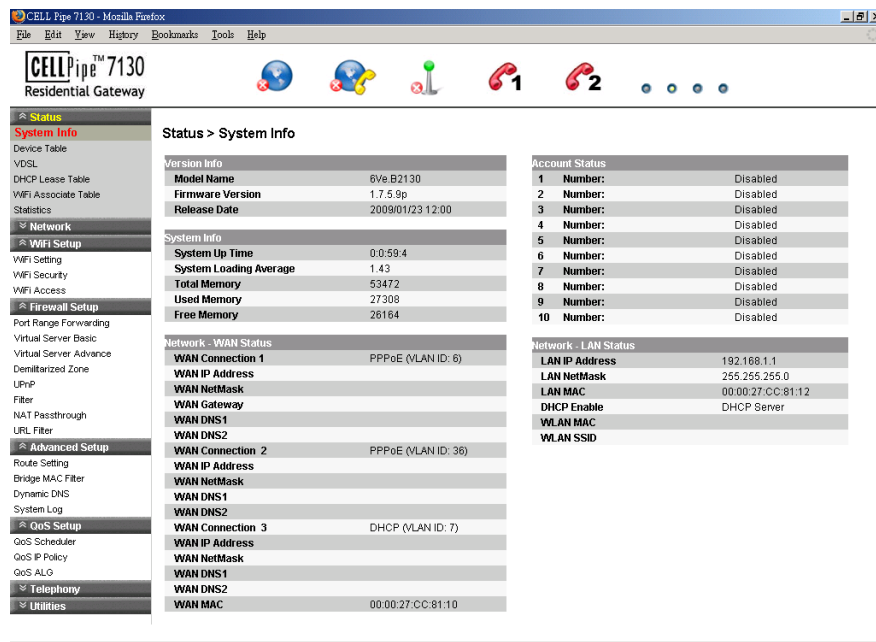 CELL Pipe 7130 - Mozilla Firefox
File Edit View History Bookmarks Tools Help
CELLPipe™ 7130
Residential Gateway
1
2
Status
System Info
Device Table
VDSL
DHCP Lease Table
WiFi Associate Table
Statistics
Network
WiFi Setup
WiFi Setting
WiFi Security
WiFi Access
Firewall Setup
Port Range Forwarding
Virtual Server Basic
Virtual Server Advance
Demilitarized Zone
UPnP
Filter
NAT Passthrough
URL Filter
Advanced Setup
Route Setting
Bridge MAC Filter
Dynamic DNS
System Log
QoS Setup
QoS Scheduler
QoS IP Policy
QoS ALG
Telephony
Utilities
Status > System Info
Version Info
Model Name 6Ve.B2130
Firmware Version 1.7.5.9p
Release Date 2009/01/23 12:00
System Info
System Up Time 0:0:59:4
System Loading Average 1.43
Total Memory 53472
Used Memory 27308
Free Memory 26164
Network - WAN Status
WAN Connection 1 PPPoE (VLAN ID: 6)
WAN IP Address
WAN NetMask
WAN Gateway
WAN DNS1
WAN DNS2
WAN Connection 2 PPPoE (VLAN ID: 36)
WAN IP Address
WAN NetMask
WAN DNS1
WAN DNS2
WAN Connection 3 DHCP (VLAN ID: 7)
WAN IP Address
WAN NetMask
WAN DNS1
WAN DNS2
WAN MAC 00:00:27:CC:81:10
Account Status
1 Number: Disabled
2 Number: Disabled
3 Number: Disabled
4 Number: Disabled
5 Number: Disabled
6 Number: Disabled
7 Number: Disabled
8 Number: Disabled
9 Number: Disabled
10 Number: Disabled
Network - LAN Status
LAN IP Address 192.168.1.1
LAN NetMask 255.255.255.0
LAN MAC 00:00:27:CC:81:12
DHCP Enable DHCP Server
WLAN MAC
WLAN SSID